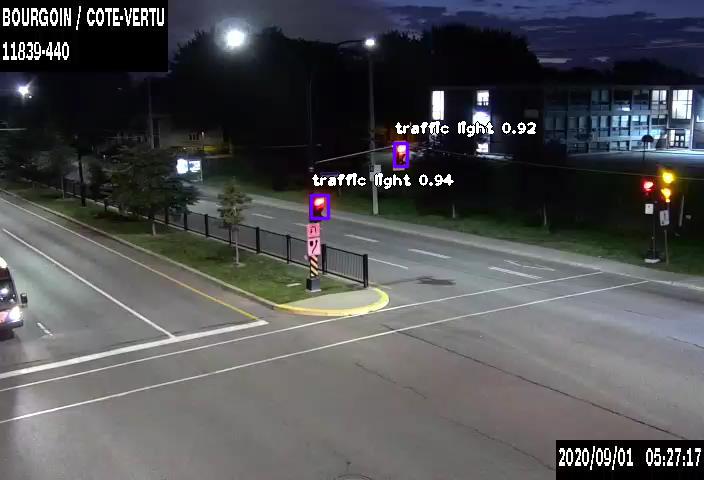 BOURGOIN / COTE-VERTU
11839-440
traffic light 0.92
traffic light 0.94
2020/09/01 05:27:17